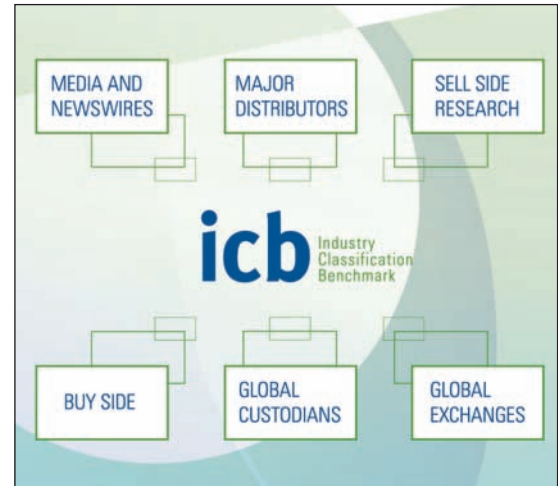 MEDIA AND
NEWSWIRES
MAJOR
DISTRIBUTORS
SELL SIDE
RESEARCH
icb
Industry
Classification
Benchmark
BUY SIDE
GLOBAL
CUSTODIANS
GLOBAL
EXCHANGES